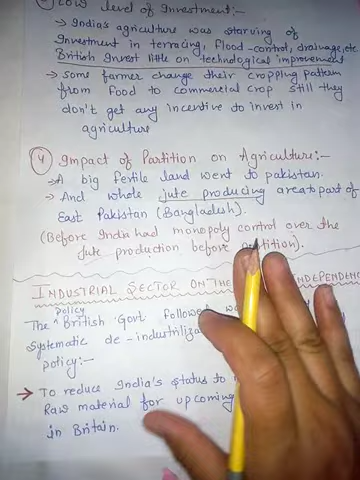 Low level of Investment:-
→ India's agriculture was starving of
Investment in terracing, flood-control, drainage, etc.
British Invest little on technological improvement
→ Some farmer change their cropping pattern
from food to commercial crop still they
don't get any incentive to invest in
agriculture
4 Impact of Partition on Agriculture:-
→ A big fertile land went to pakistan.
→ And whole jute producing area to part of
East Pakistan (Bangladesh).
(Before India had monopoly control over the
Jute production before partition).
INDUSTRIAL SECTOR ON THE INDEPENDENC
policy
The ^ British Govt followed
systematic de-industriliza
policy:-
→ To reduce India's status to
Raw material for upcoming
in Britain.